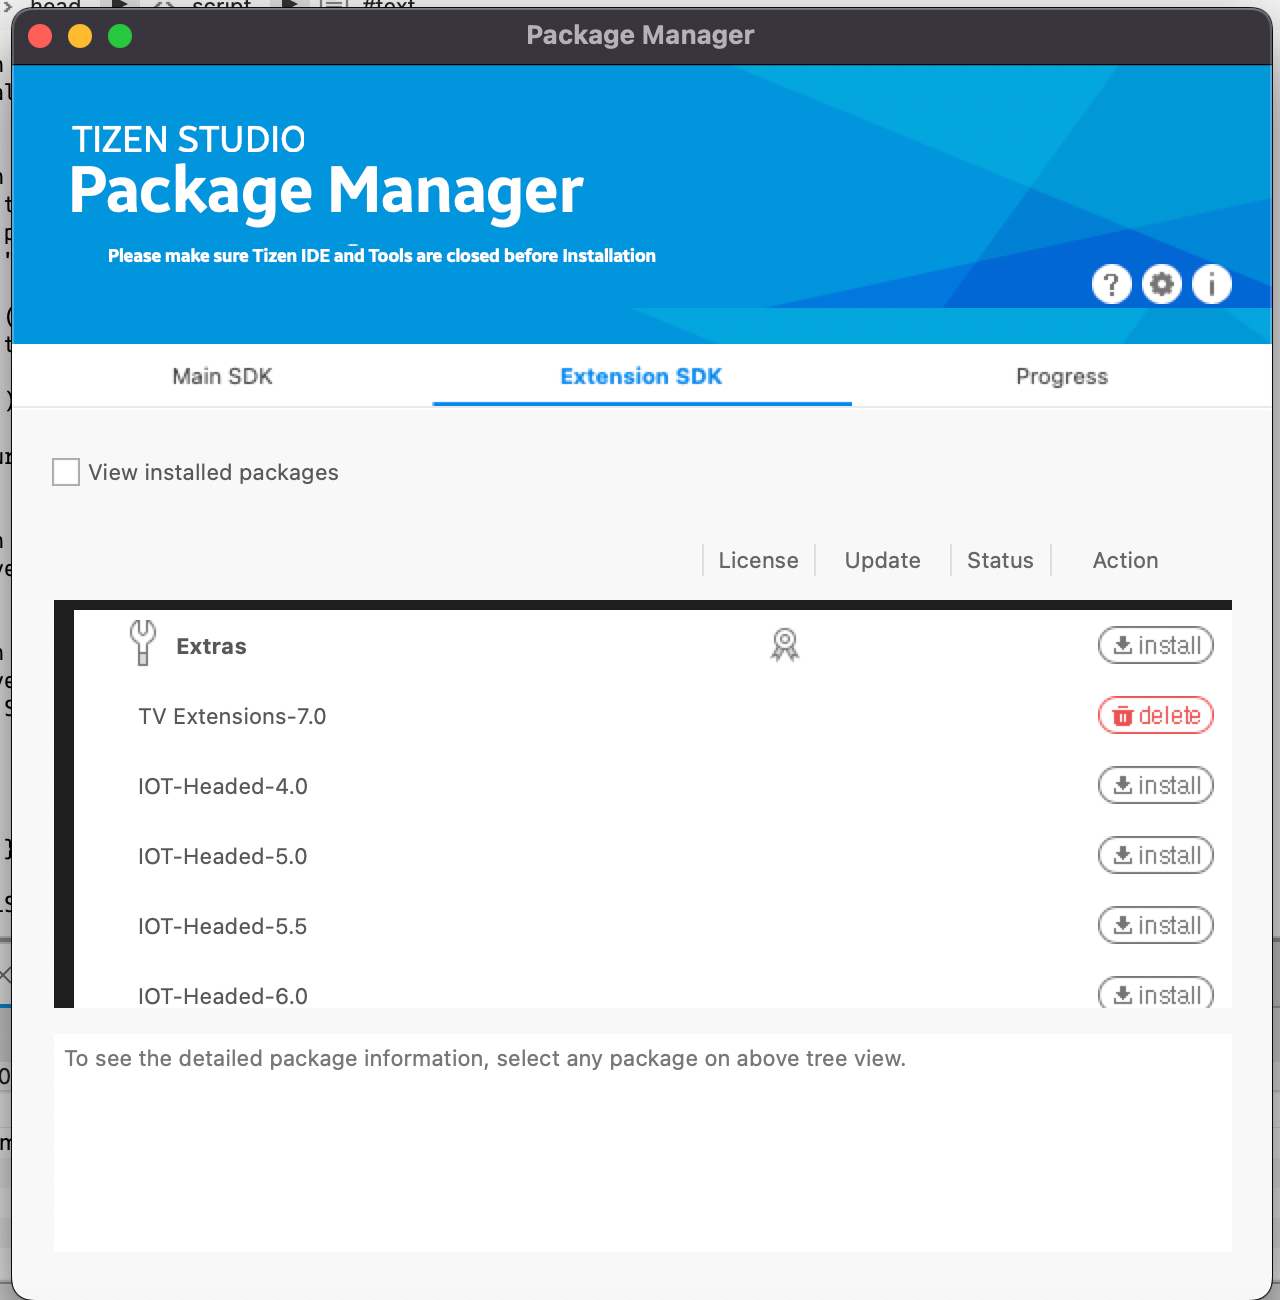 head script #text
Package Manager
TIZEN STUDIO
Package Manager
Please make sure Tizen IDE and Tools are closed before Installation
? i
Main SDK Extension SDK Progress
View installed packages
License Update Status Action
Extras install
TV Extensions-7.0 delete
IOT-Headed-4.0 install
IOT-Headed-5.0 install
IOT-Headed-5.5 install
IOT-Headed-6.0 install
To see the detailed package information, select any package on above tree view.